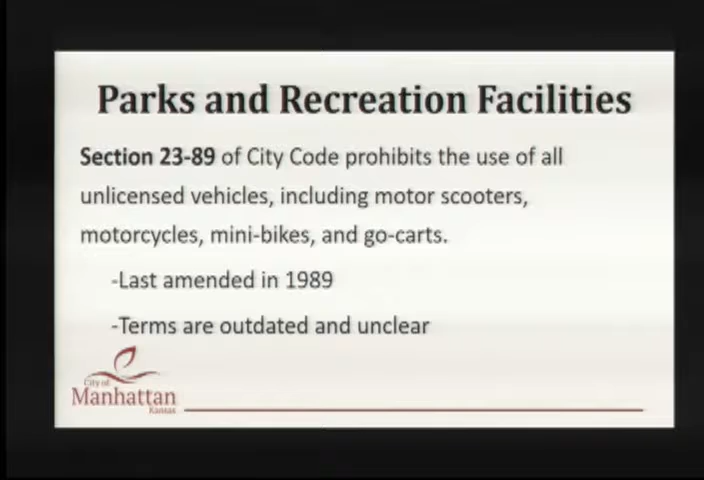 Parks and Recreation Facilities
Section 23-89 of City Code prohibits the use of all
unlicensed vehicles, including motor scooters,
motorcycles, mini-bikes, and go-carts.
-Last amended in 1989
-Terms are outdated and unclear
City of
Manhattan
Kansas